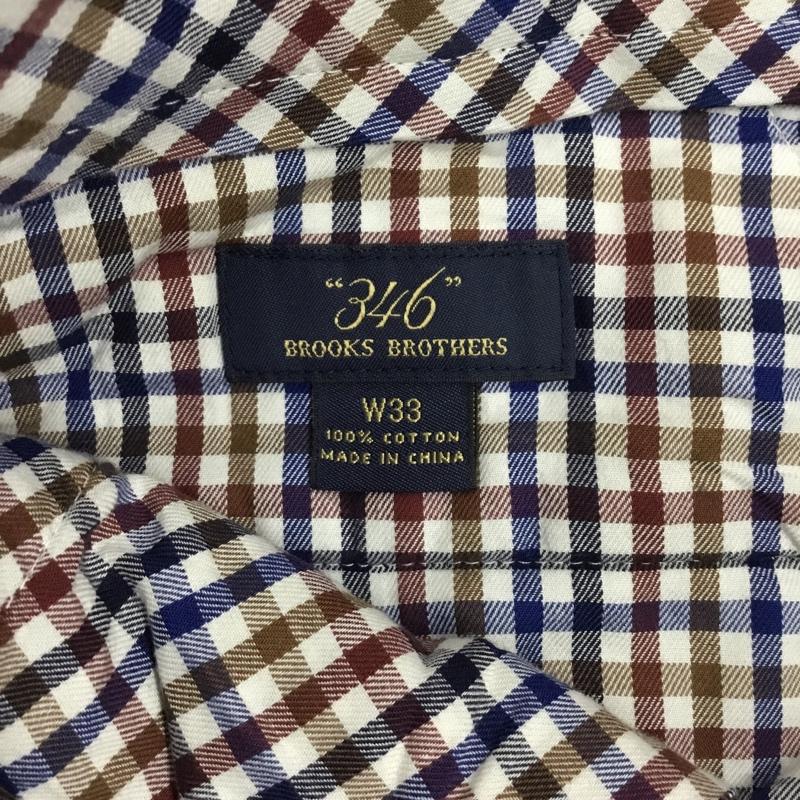 “346”
BROOKS BROTHERS
W33
100% COTTON
MADE IN CHINA